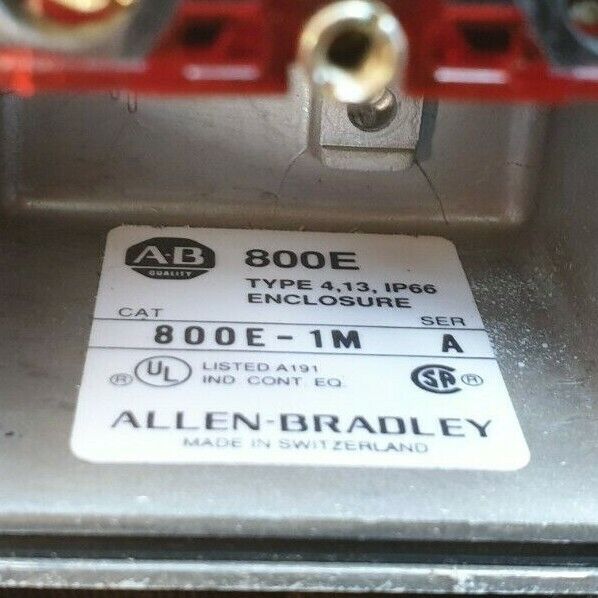 A-B 800E
QUALITY
TYPE 4,13, IP66
ENCLOSURE
CAT SER
800E-1M A
® UL LISTED A191
IND. CONT. EQ. SA ®
ALLEN-BRADLEY
MADE IN SWITZERLAND